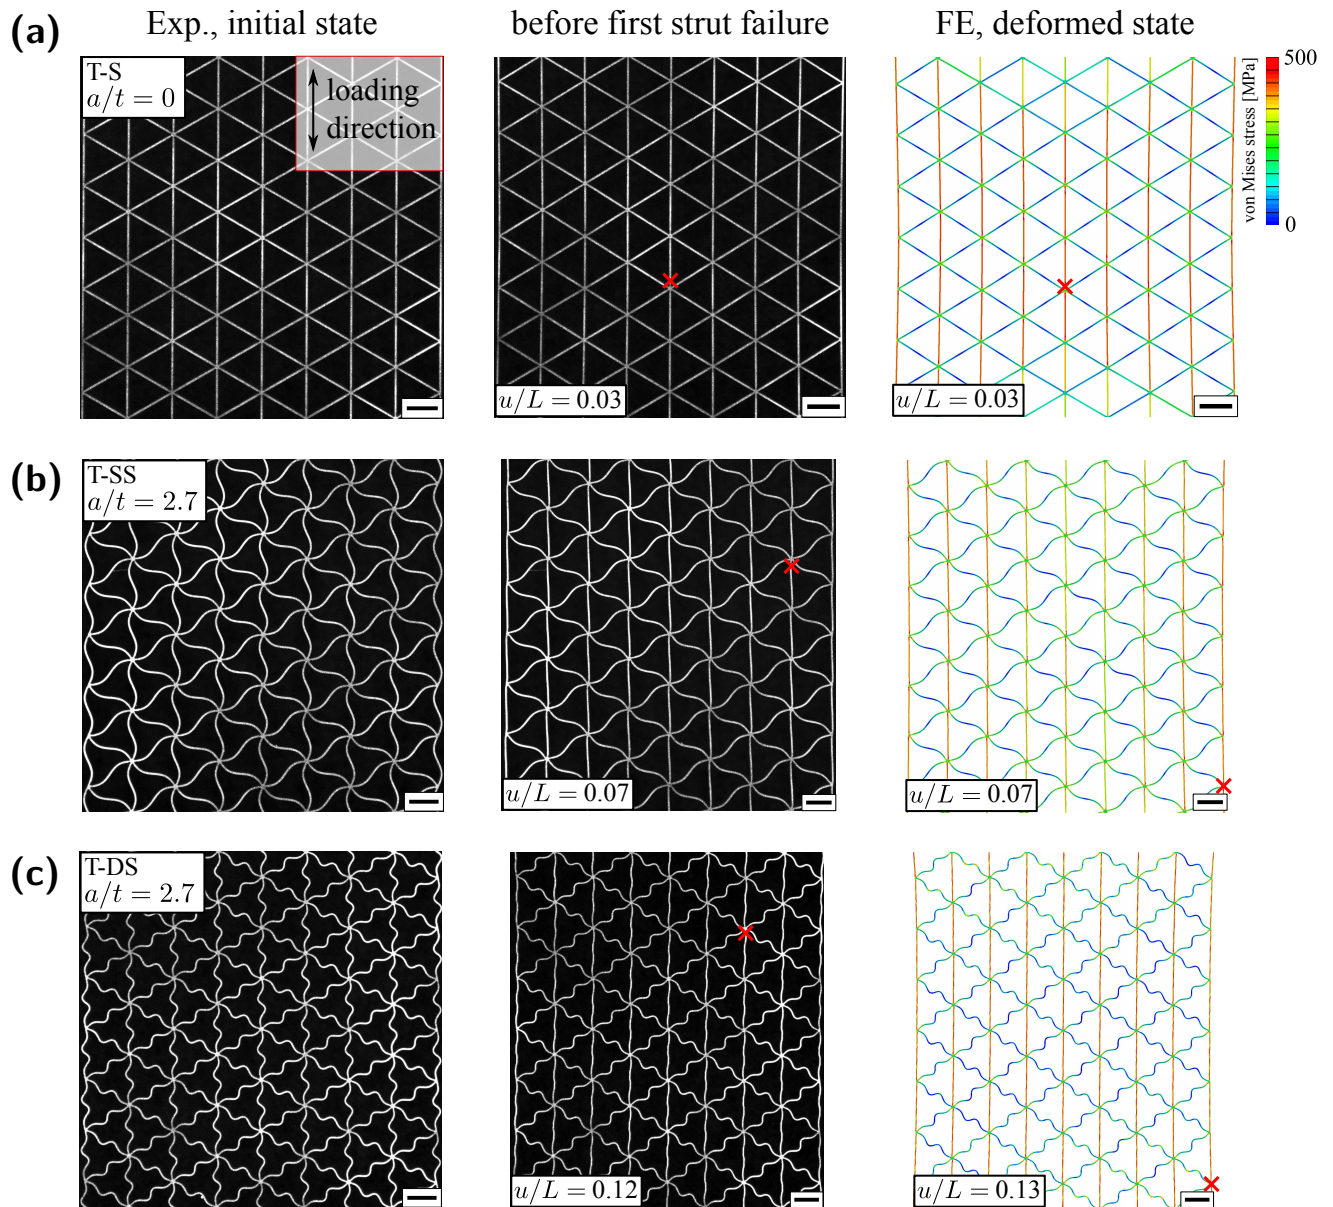 Exp., initial state
before first strut failure
FE, deformed state
(a)
T-S
a/t = 0
loading
direction
u/L = 0.03
u/L = 0.03
500
von Mises stress [MPa]
0
(b)
T-SS
a/t = 2.7
u/L = 0.07
u/L = 0.07
(c)
T-DS
a/t = 2.7
u/L = 0.12
u/L = 0.13